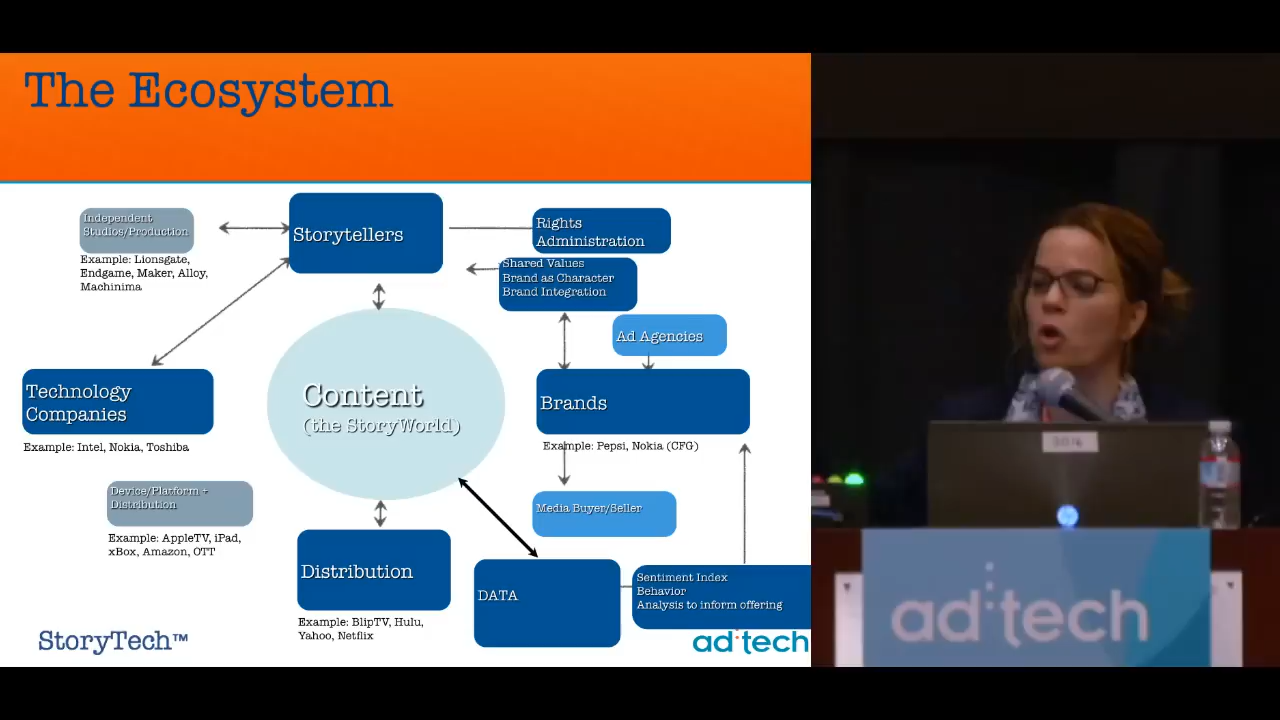 The Ecosystem
Independent
Studios/Production
Example: Lionsgate,
Endgame, Maker, Alloy,
Machinima
Storytellers
Rights
Administration
Shared Values
Brand as Character
Brand Integration
Ad Agencies
Technology
Companies
Example: Intel, Nokia, Toshiba
Content
(the StoryWorld)
Brands
Example: Pepsi, Nokia (CFG)
Device/Platform +
Distribution
Example: AppleTV, iPad,
xBox, Amazon, OTT
Media Buyer/Seller
Distribution
Example: BlipTV, Hulu,
Yahoo, Netflix
DATA
Sentiment Index
Behavior
Analysis to inform offering
StoryTech™
ad:tech
ad:tech